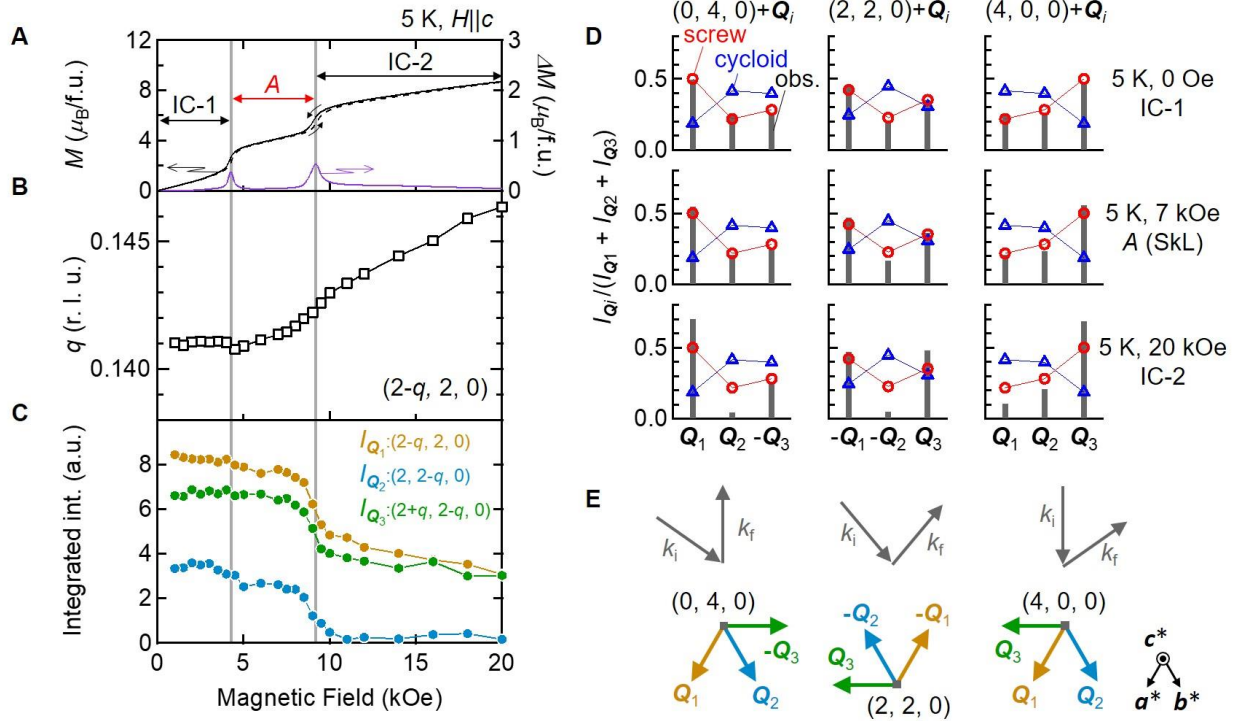 A
5 K, H||c
12
8
4
0
M (μB/f.u.)
IC-1
A
IC-2
3
2
1
0
ΔM (μB/f.u.)
B
0.145
0.140
q (r. l. u.)
(2-q, 2, 0)
C
8
6
4
2
0
Integrated int. (a.u.)
IQ1:(2-q, 2, 0)
IQ2:(2, 2-q, 0)
IQ3:(2+q, 2-q, 0)
0 5 10 15 20
Magnetic Field (kOe)
D
(0, 4, 0)+Qi (2, 2, 0)+Qi (4, 0, 0)+Qi
screw
cycloid
obs.
0.5
0.0
5 K, 0 Oe
IC-1
IQi/(IQ1 + IQ2 + IQ3)
0.5
0.0
5 K, 7 kOe
A (SkL)
0.5
0.0
5 K, 20 kOe
IC-2
Q1 Q2 -Q3 -Q1 -Q2 Q3 Q1 Q2 Q3
E
ki kf ki kf ki kf
(0, 4, 0)
-Q3
Q1 Q2
-Q2 -Q1
Q3
(2, 2, 0)
(4, 0, 0)
Q3
Q1 Q2
c*
a* b*